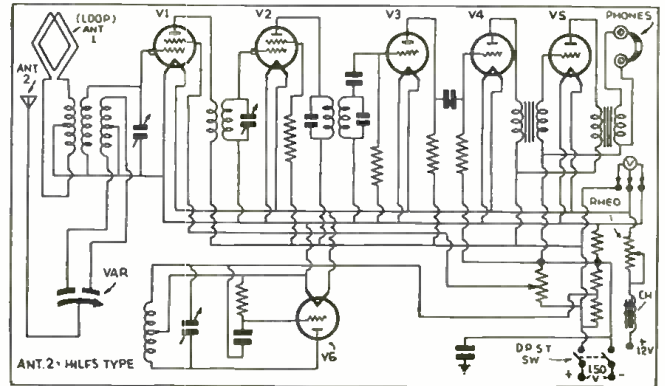 (LOOP)
ANT
1
ANT
2
V1
V2
V3
V4
V5
PHONES
V
RHEO
VAR
CH
+
12V
V6
D P S T
SW
+ 150 -
V
ANT. 2 = HILFS TYPE